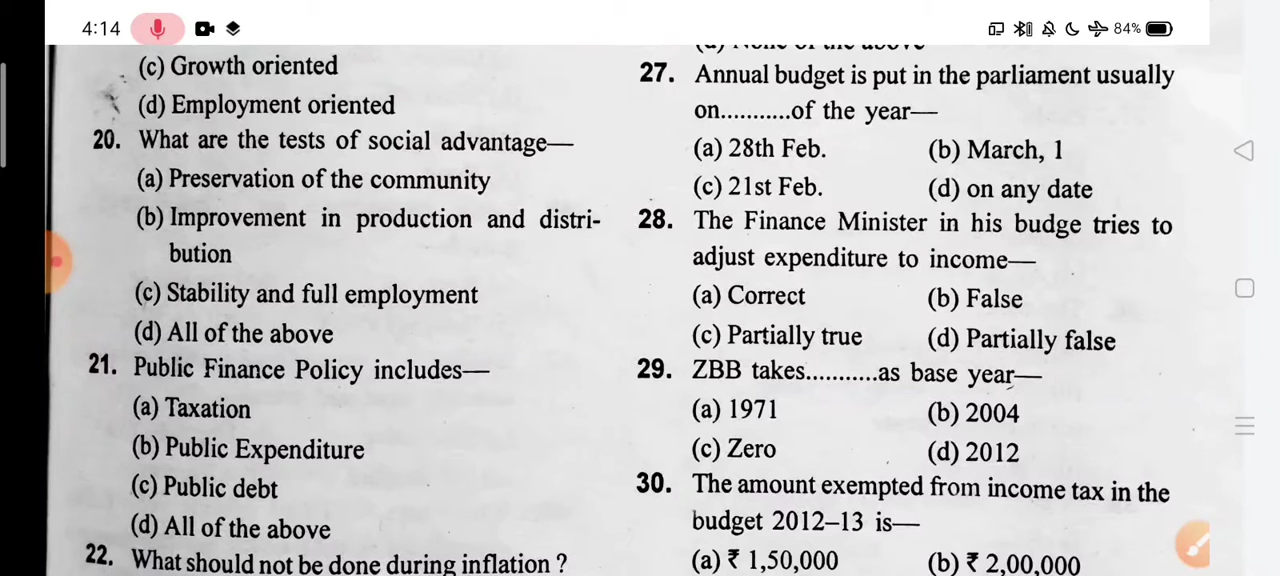 4:14
84%
(c) Growth oriented
(d) Employment oriented
20. What are the tests of social advantage—
(a) Preservation of the community
(b) Improvement in production and distri-
bution
(c) Stability and full employment
(d) All of the above
21. Public Finance Policy includes—
(a) Taxation
(b) Public Expenditure
(c) Public debt
(d) All of the above
22. What should not be done during inflation ?
(d) None of the above
27. Annual budget is put in the parliament usually
on...........of the year—
(a) 28th Feb.
(b) March, 1
(c) 21st Feb.
(d) on any date
28. The Finance Minister in his budge tries to
adjust expenditure to income—
(a) Correct
(b) False
(c) Partially true
(d) Partially false
29. ZBB takes...........as base year—
(a) 1971
(b) 2004
(c) Zero
(d) 2012
30. The amount exempted from income tax in the
budget 2012–13 is—
(a) ₹ 1,50,000
(b) ₹ 2,00,000